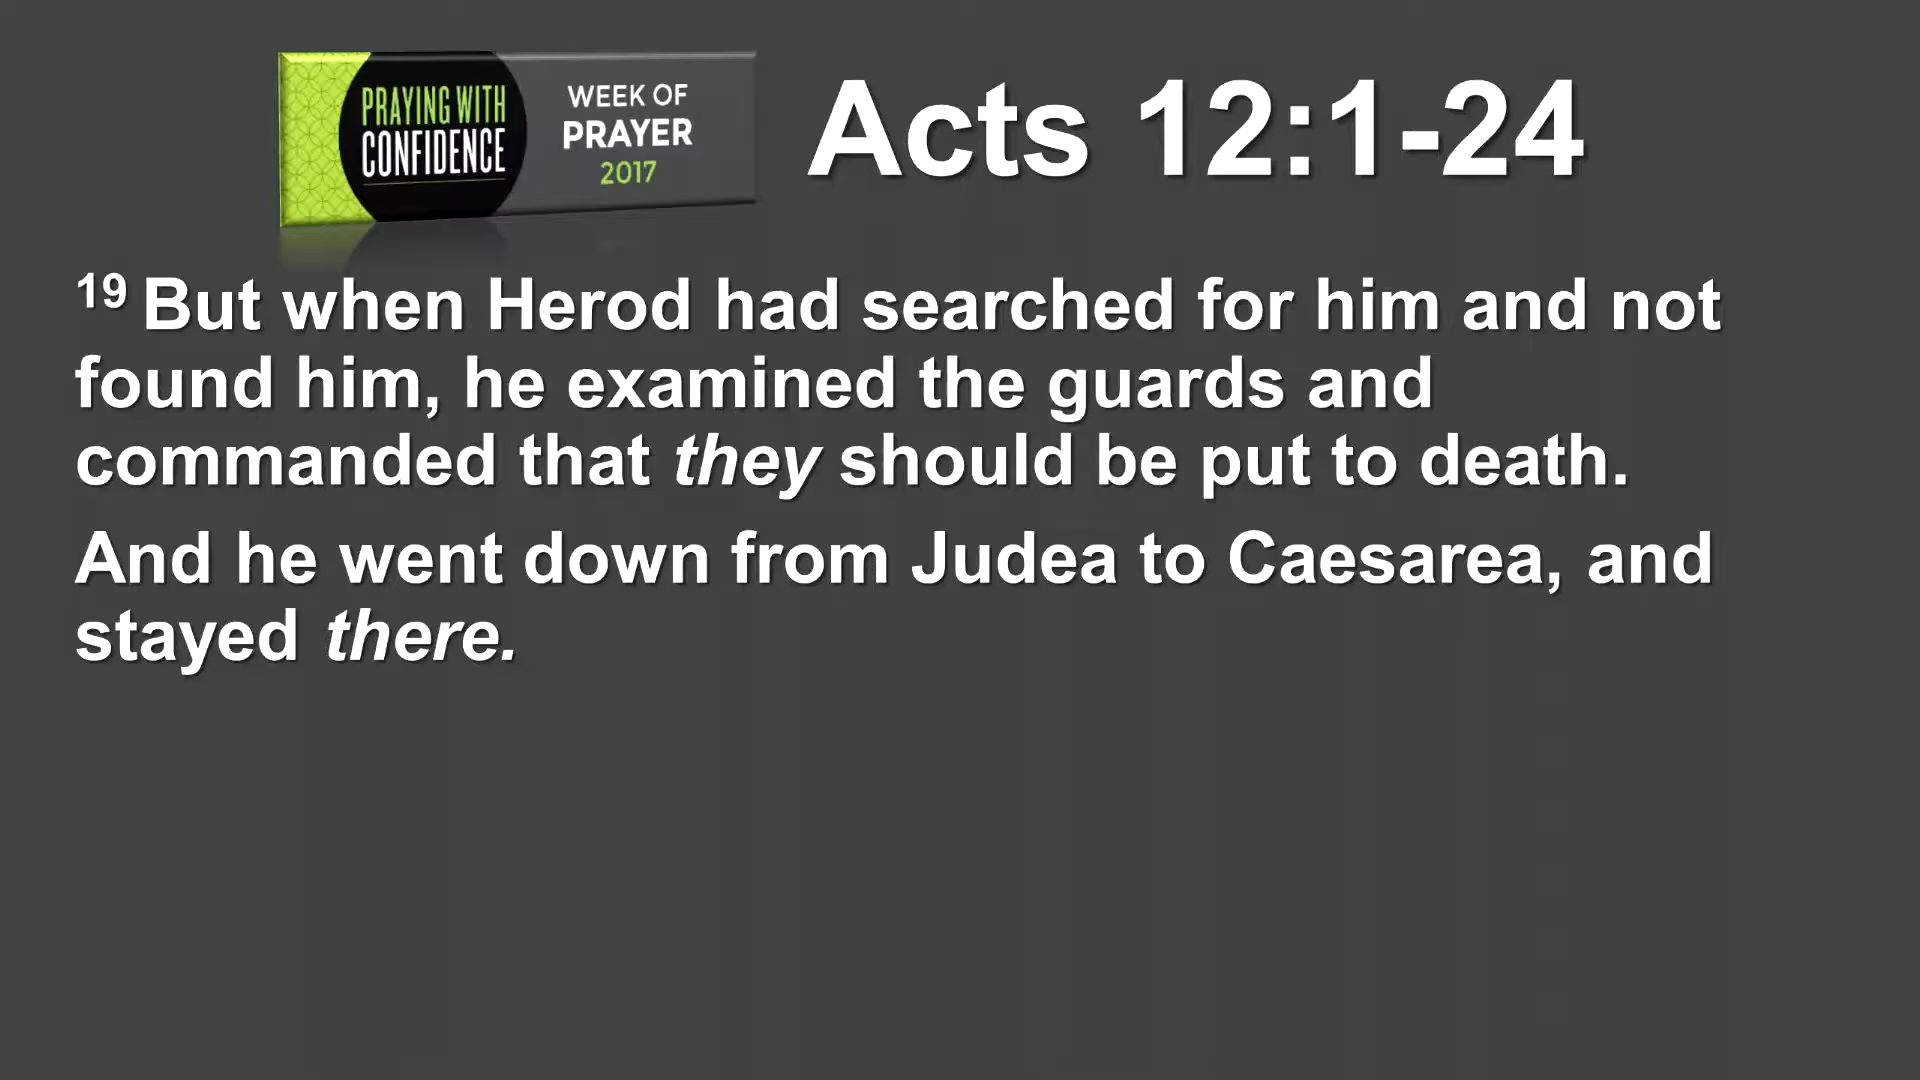 PRAYING WITH
CONFIDENCE
WEEK OF
PRAYER
2017
Acts 12:1-24
19 But when Herod had searched for him and not
found him, he examined the guards and
commanded that they should be put to death.
And he went down from Judea to Caesarea, and
stayed there.